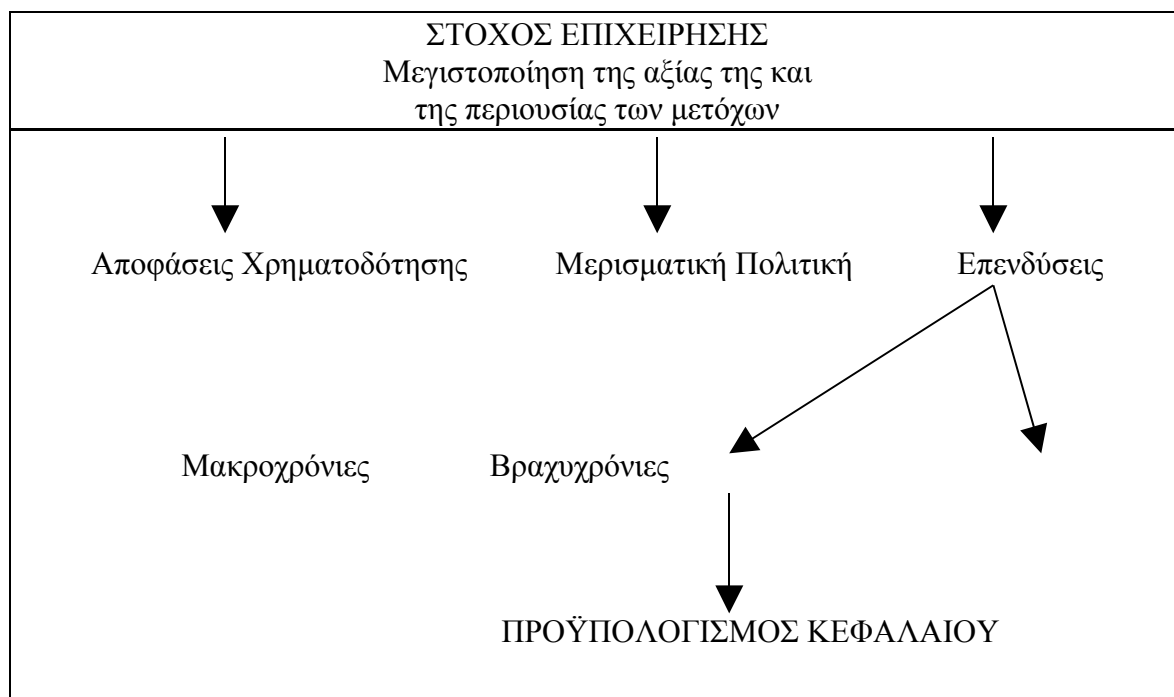 ΣΤΟΧΟΣ ΕΠΙΧΕΙΡΗΣΗΣ
Μεγιστοποίηση της αξίας της και
της περιουσίας των μετόχων
Αποφάσεις Χρηματοδότησης Μερισματική Πολιτική Επενδύσεις
Μακροχρόνιες Βραχυχρόνιες
ΠΡΟΫΠΟΛΟΓΙΣΜΟΣ ΚΕΦΑΛΑΙΟΥ